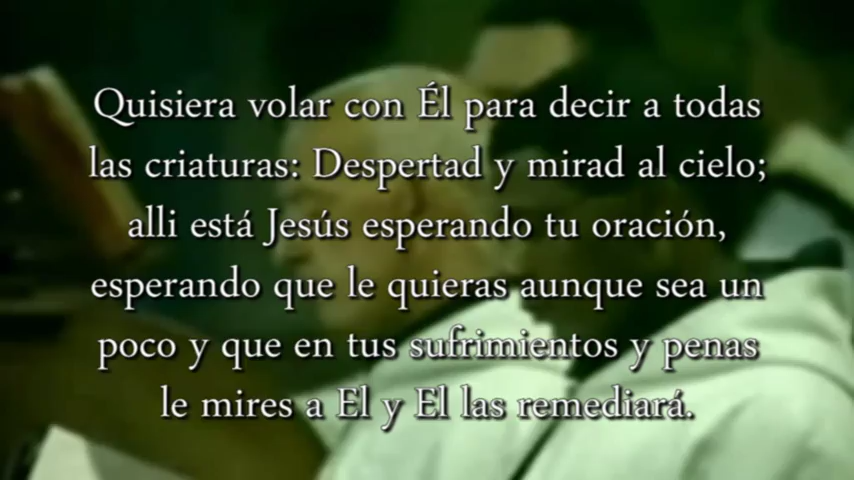 Quisiera volar con Él para decir a todas
las criaturas: Despertad y mirad al cielo;
alli está Jesús esperando tu oración,
esperando que le quieras aunque sea un
poco y que en tus sufrimientos y penas
le mires a El y El las remediará.